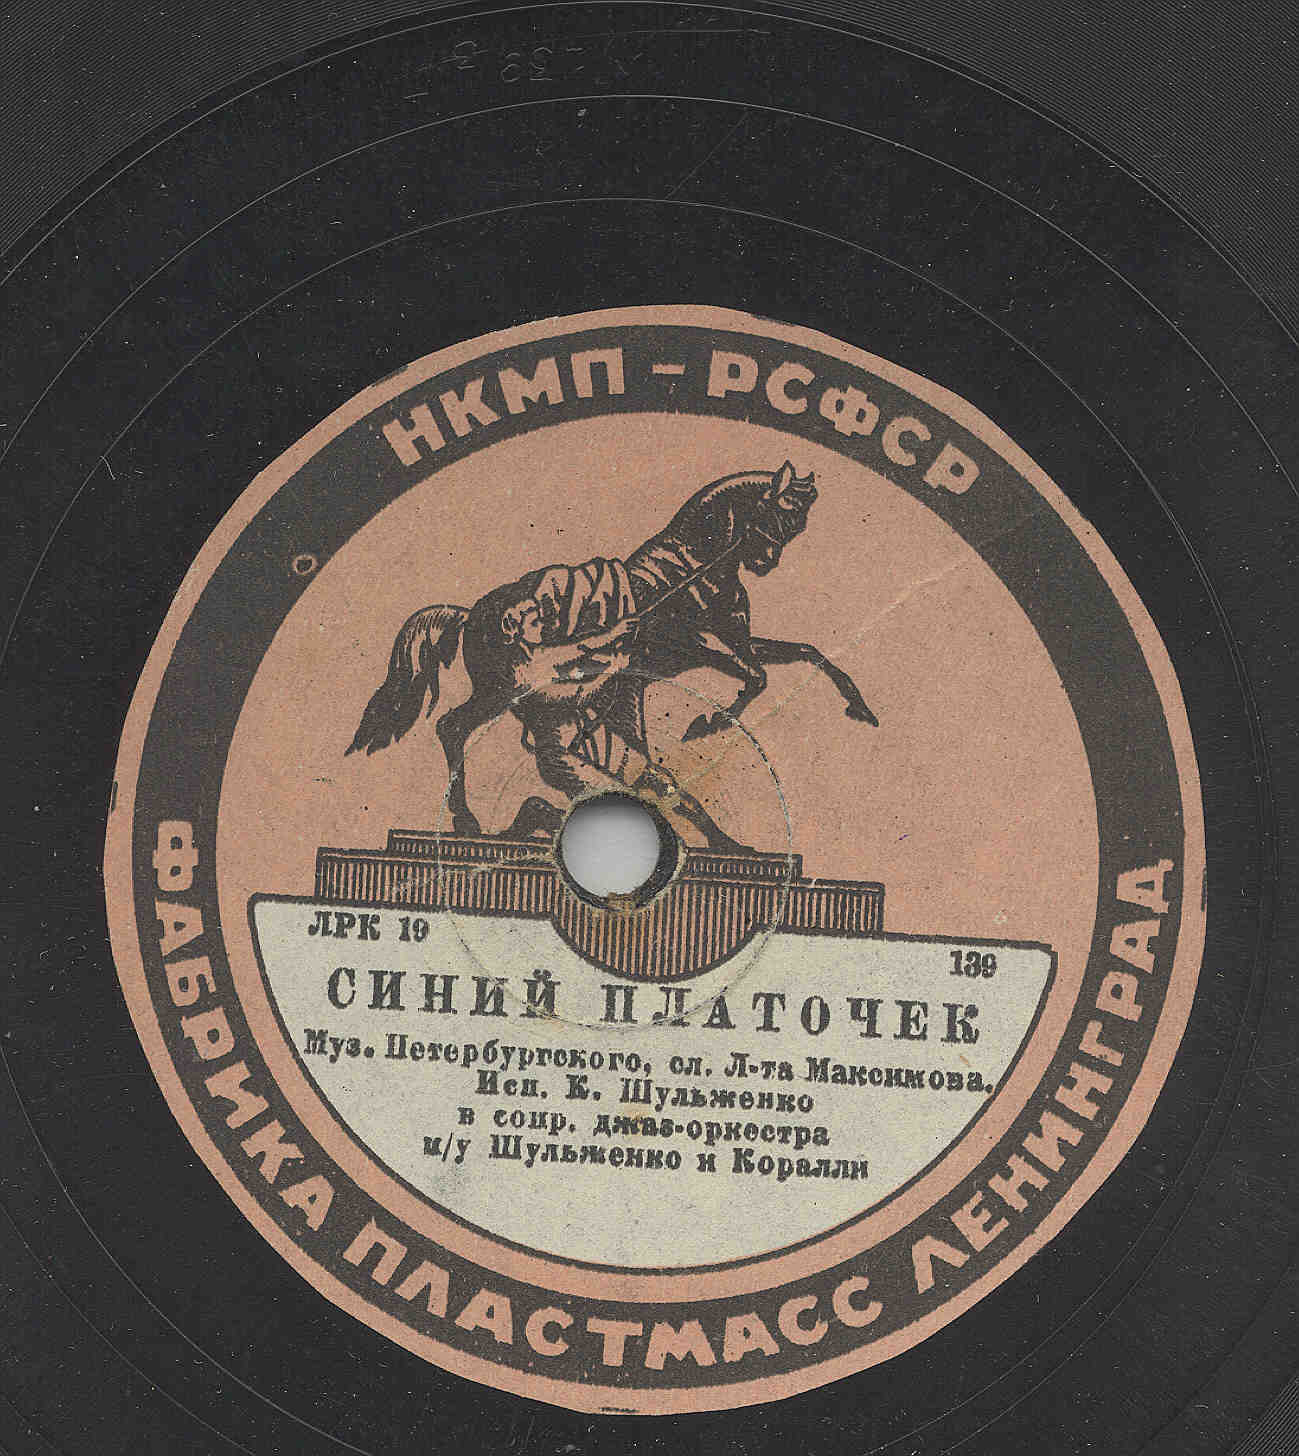 НКМП – РСФСР
ЛРК 19
139
СИНИЙ ПЛАТОЧЕК
Муз. Петербургского, сл. Л-та Максимова.
Исп. К. Шульженко
в сопр. джаз-оркестра
п/у Шульженко и Коралли
ФАБРИКА ПЛАСТМАСС ЛЕНИНГРАД